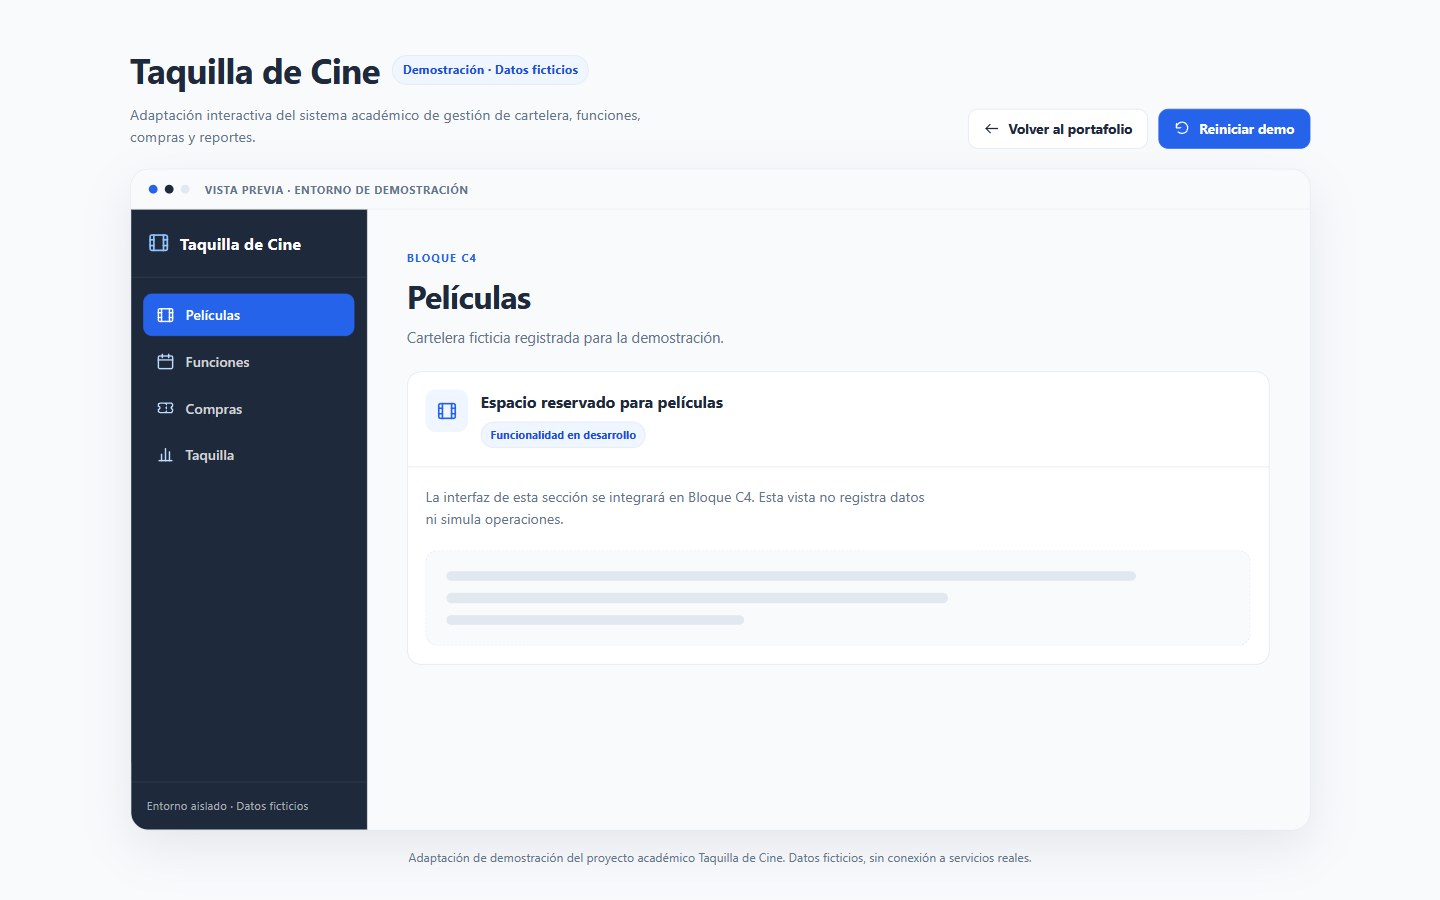 Taquilla de Cine
Demostración · Datos ficticios
Adaptación interactiva del sistema académico de gestión de cartelera, funciones,
compras y reportes.
Volver al portafolio
Reiniciar demo
VISTA PREVIA · ENTORNO DE DEMOSTRACIÓN
Taquilla de Cine
Películas
Funciones
Compras
Taquilla
Entorno aislado · Datos ficticios
BLOQUE C4
Películas
Cartelera ficticia registrada para la demostración.
Espacio reservado para películas
Funcionalidad en desarrollo
La interfaz de esta sección se integrará en Bloque C4. Esta vista no registra datos
ni simula operaciones.
Adaptación de demostración del proyecto académico Taquilla de Cine. Datos ficticios, sin conexión a servicios reales.